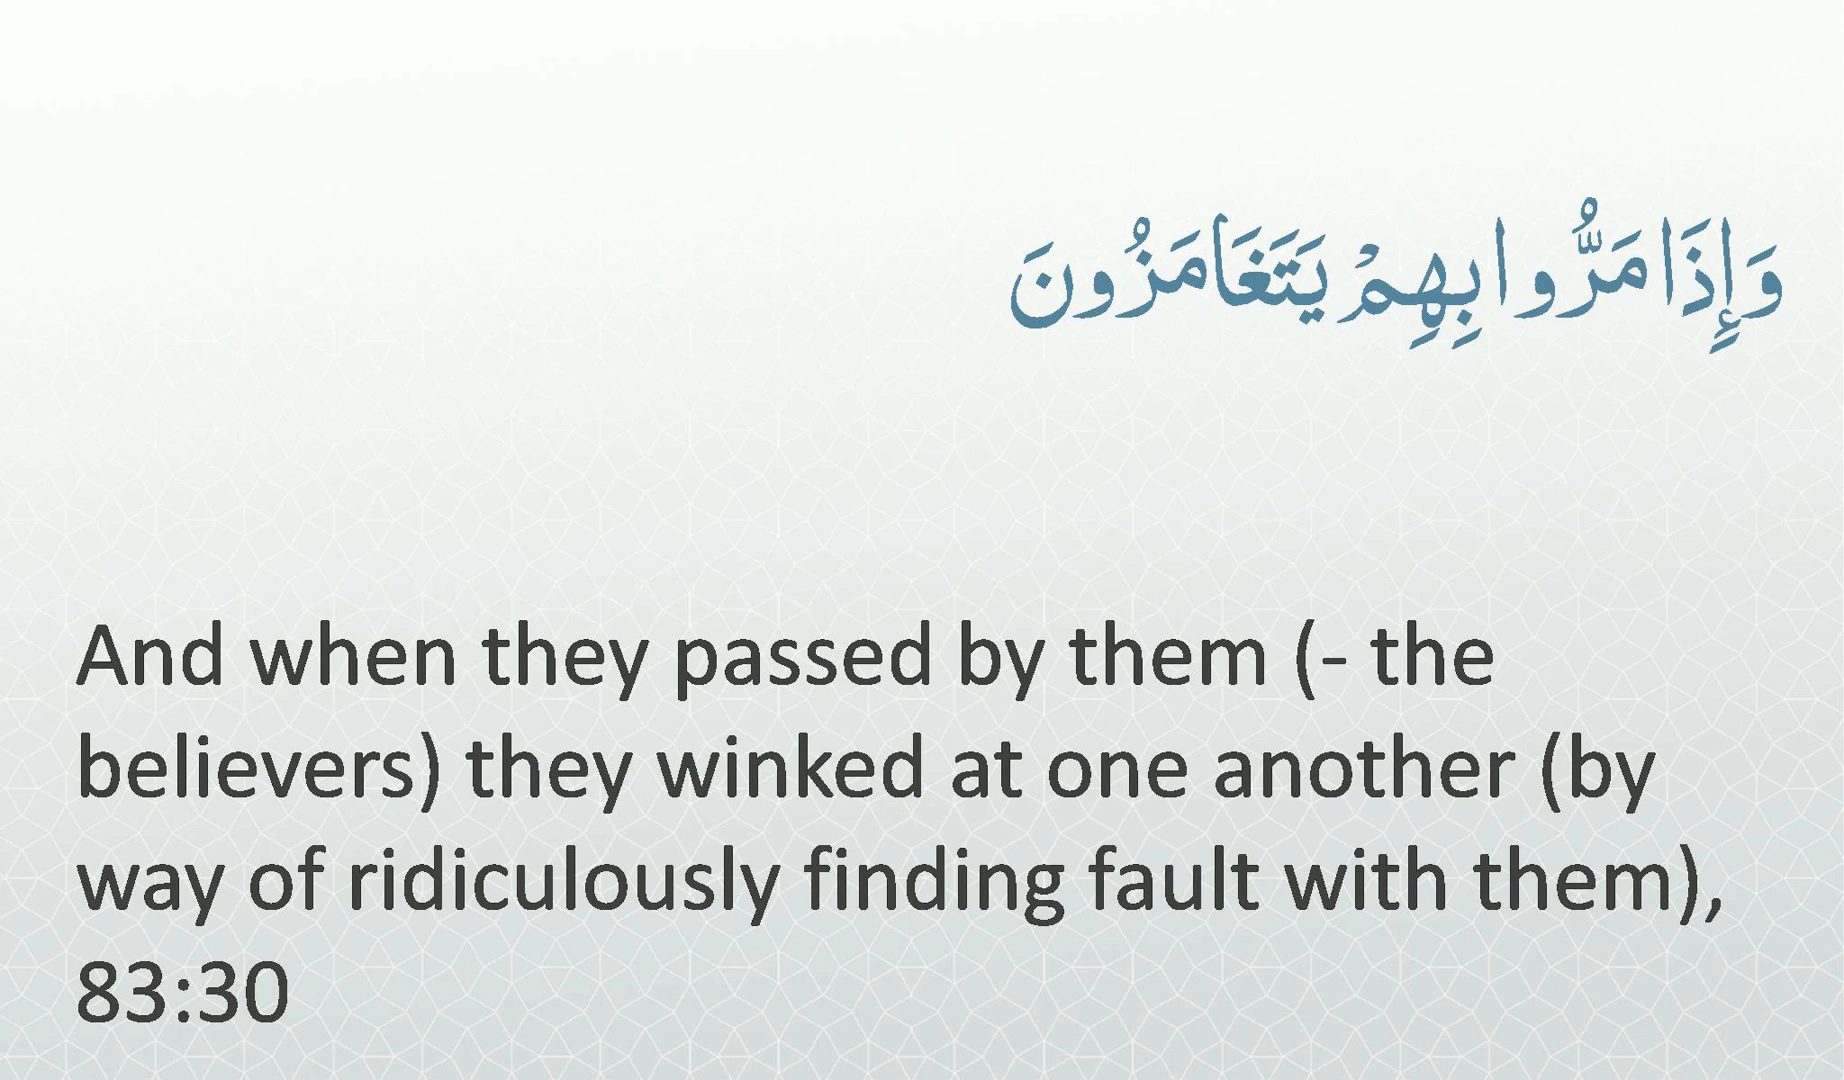 وَإِذَا مَرُّوا بِهِمْ يَتَغَامَزُونَ
And when they passed by them (- the
believers) they winked at one another (by
way of ridiculously finding fault with them),
83:30